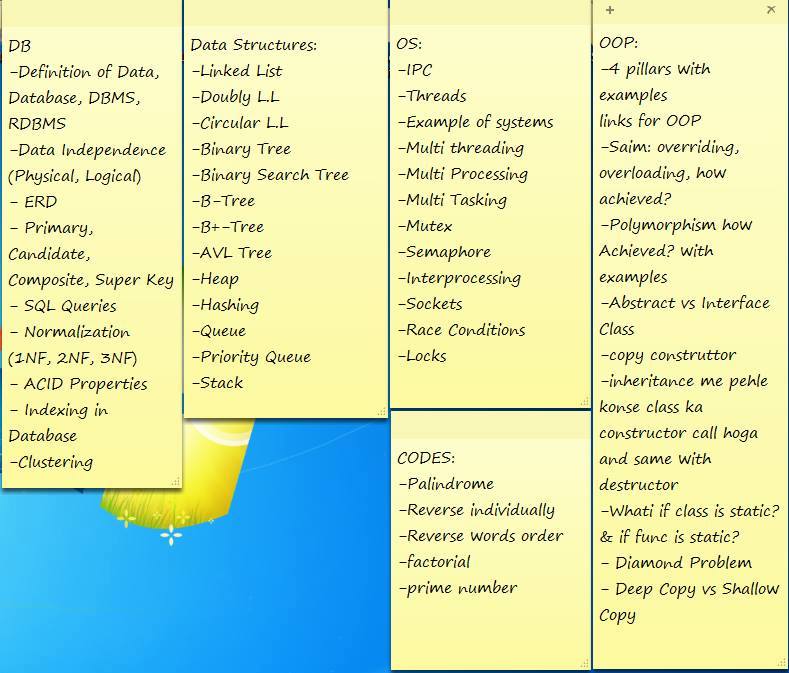 DB
-Definition of Data,
Database, DBMS,
RDBMS
-Data Independence
(Physical, Logical)
- ERD
- Primary,
Candidate,
Composite, Super Key
- SQL Queries
- Normalization
(1NF, 2NF, 3NF)
- ACID Properties
- Indexing in
Database
-Clustering
Data Structures:
-Linked List
-Doubly L.L
-Circular L.L
-Binary Tree
-Binary Search Tree
-B-Tree
-B+-Tree
-AVL Tree
-Heap
-Hashing
-Queue
-Priority Queue
-Stack
OS:
-IPC
-Threads
-Example of systems
-Multi threading
-Multi Processing
-Multi Tasking
-Mutex
-Semaphore
-Interprocessing
-Sockets
-Race Conditions
-Locks
CODES:
-Palindrome
-Reverse individually
-Reverse words order
-factorial
-prime number
OOP:
-4 pillars with
examples
links for OOP
-Saim: overriding,
overloading, how
achieved?
-Polymorphism how
Achieved? With
examples
-Abstract vs Interface
Class
-copy construttor
-inheritance me pehle
konse class ka
constructor call hoga
and same with
destructor
-Whati if class is static?
& if func is static?
- Diamond Problem
- Deep Copy vs Shallow
Copy